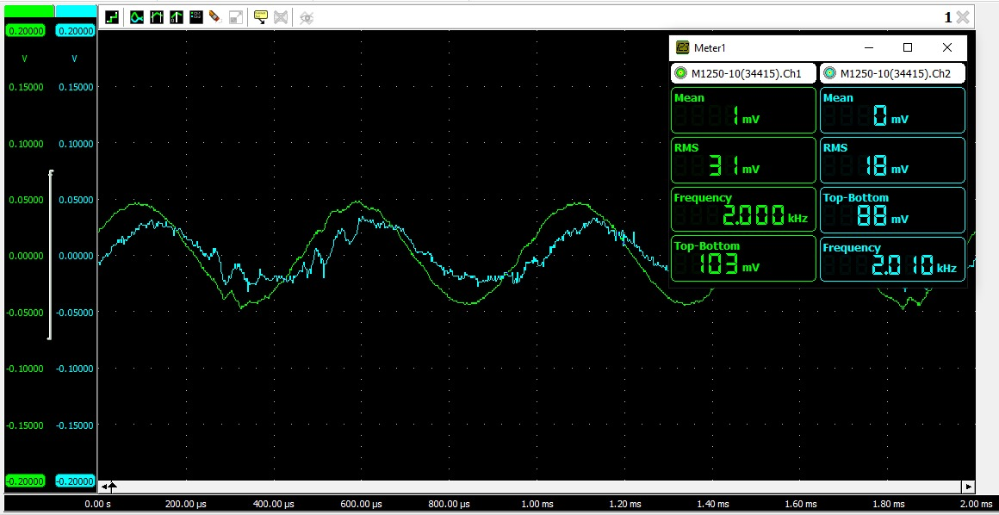 1
0.20000 0.20000
V V
0.15000 0.15000
0.10000 0.10000
0.05000 0.05000
0.00000 0.00000
-0.05000 -0.05000
-0.10000 -0.10000
-0.15000 -0.15000
-0.20000 -0.20000
Meter1
M1250-10(34415).Ch1 M1250-10(34415).Ch2
Mean
1 mV
Mean
0 mV
RMS
31 mV
RMS
18 mV
Frequency
2.000 kHz
Top-Bottom
88 mV
Top-Bottom
103 mV
Frequency
2.010 kHz
0.00 s 200.00 µs 400.00 µs 600.00 µs 800.00 µs 1.00 ms 1.20 ms 1.40 ms 1.60 ms 1.80 ms 2.00 ms